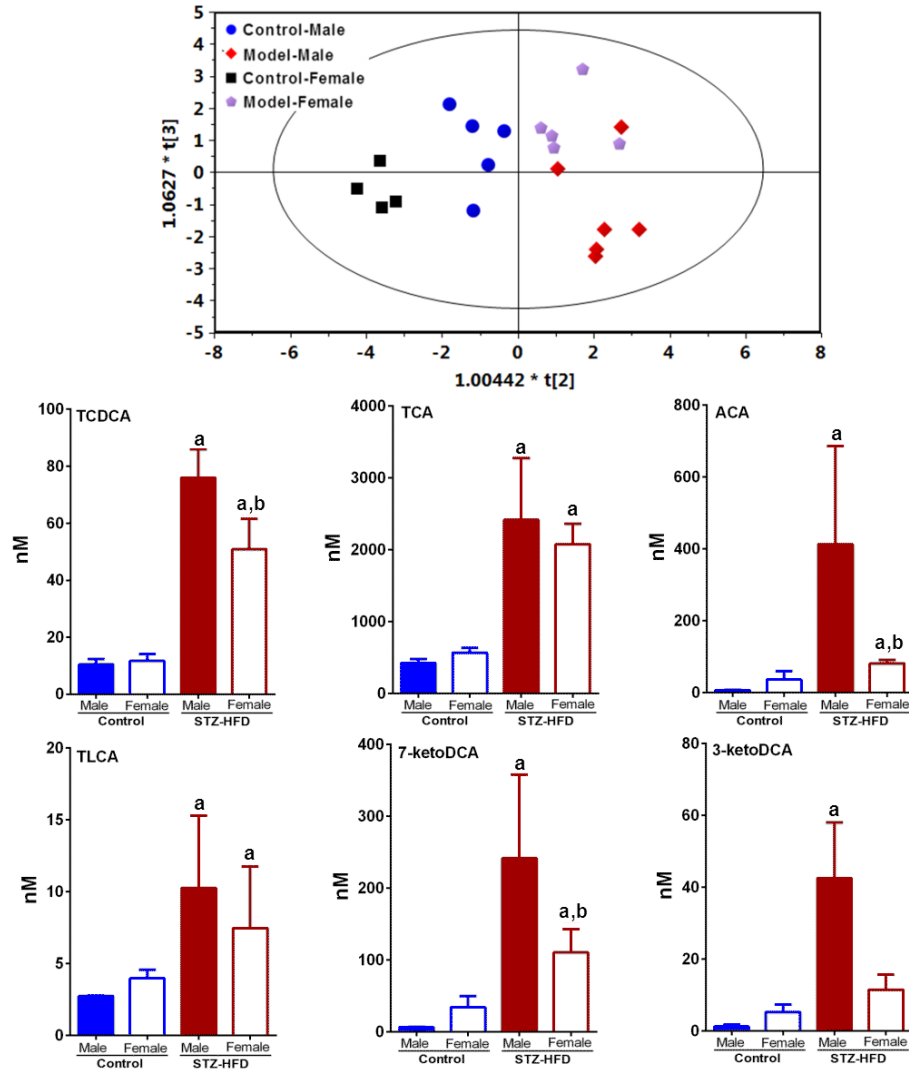 Control-Male
Model-Male
Control-Female
Model-Female
5
4
3
2
1
0
-1
-2
-3
-4
-5
1.0627 * t[3]
-8 -6 -4 -2 0 2 4 6 8
1.00442 * t[2]
TCDCA
100
80
60
40
20
0
nM
a
a,b
Male Female Male Female
Control STZ-HFD
TCA
4000
3000
2000
1000
0
nM
a
a
Male Female Male Female
Control STZ-HFD
ACA
800
600
400
200
0
nM
a
a,b
Male Female Male Female
Control STZ-HFD
TLCA
20
15
10
5
0
nM
a
a
Male Female Male Female
Control STZ-HFD
7-ketoDCA
400
300
200
100
0
nM
a
a,b
Male Female Male Female
Control STZ-HFD
3-ketoDCA
60
40
20
0
nM
a
Male Female Male Female
Control STZ-HFD